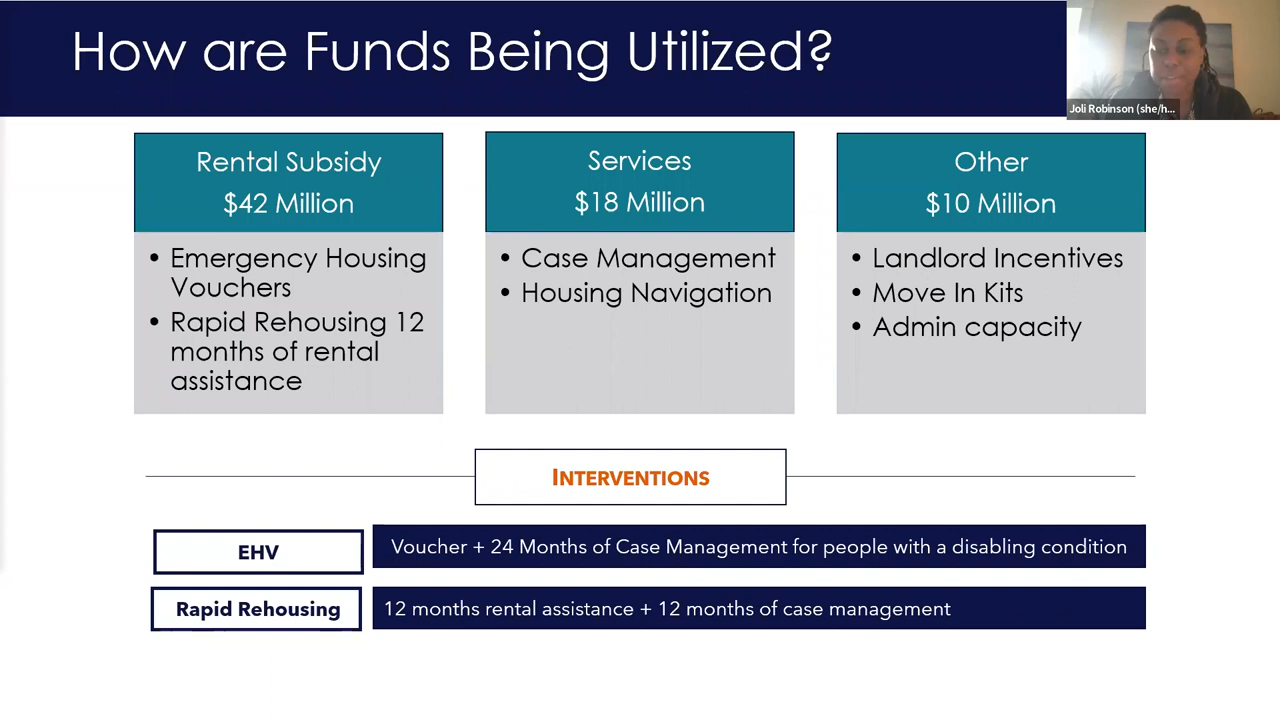 How are Funds Being Utilized?
Joli Robinson (she/h...
Rental Subsidy
$42 Million
• Emergency Housing
Vouchers
• Rapid Rehousing 12
months of rental
assistance
Services
$18 Million
• Case Management
• Housing Navigation
Other
$10 Million
• Landlord Incentives
• Move In Kits
• Admin capacity
INTERVENTIONS
EHV
Voucher + 24 Months of Case Management for people with a disabling condition
Rapid Rehousing
12 months rental assistance + 12 months of case management